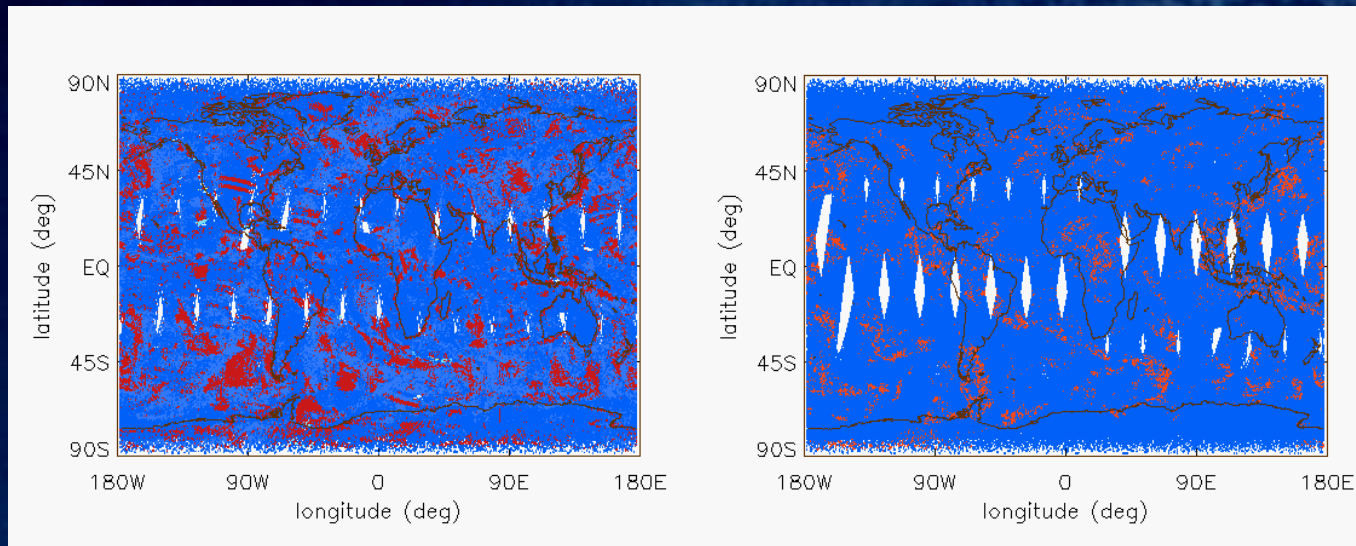 90N
45N
EQ
45S
90S
latitude (deg)
180W 90W 0 90E 180E
longitude (deg)
90N
45N
EQ
45S
90S
latitude (deg)
180W 90W 0 90E 180E
longitude (deg)